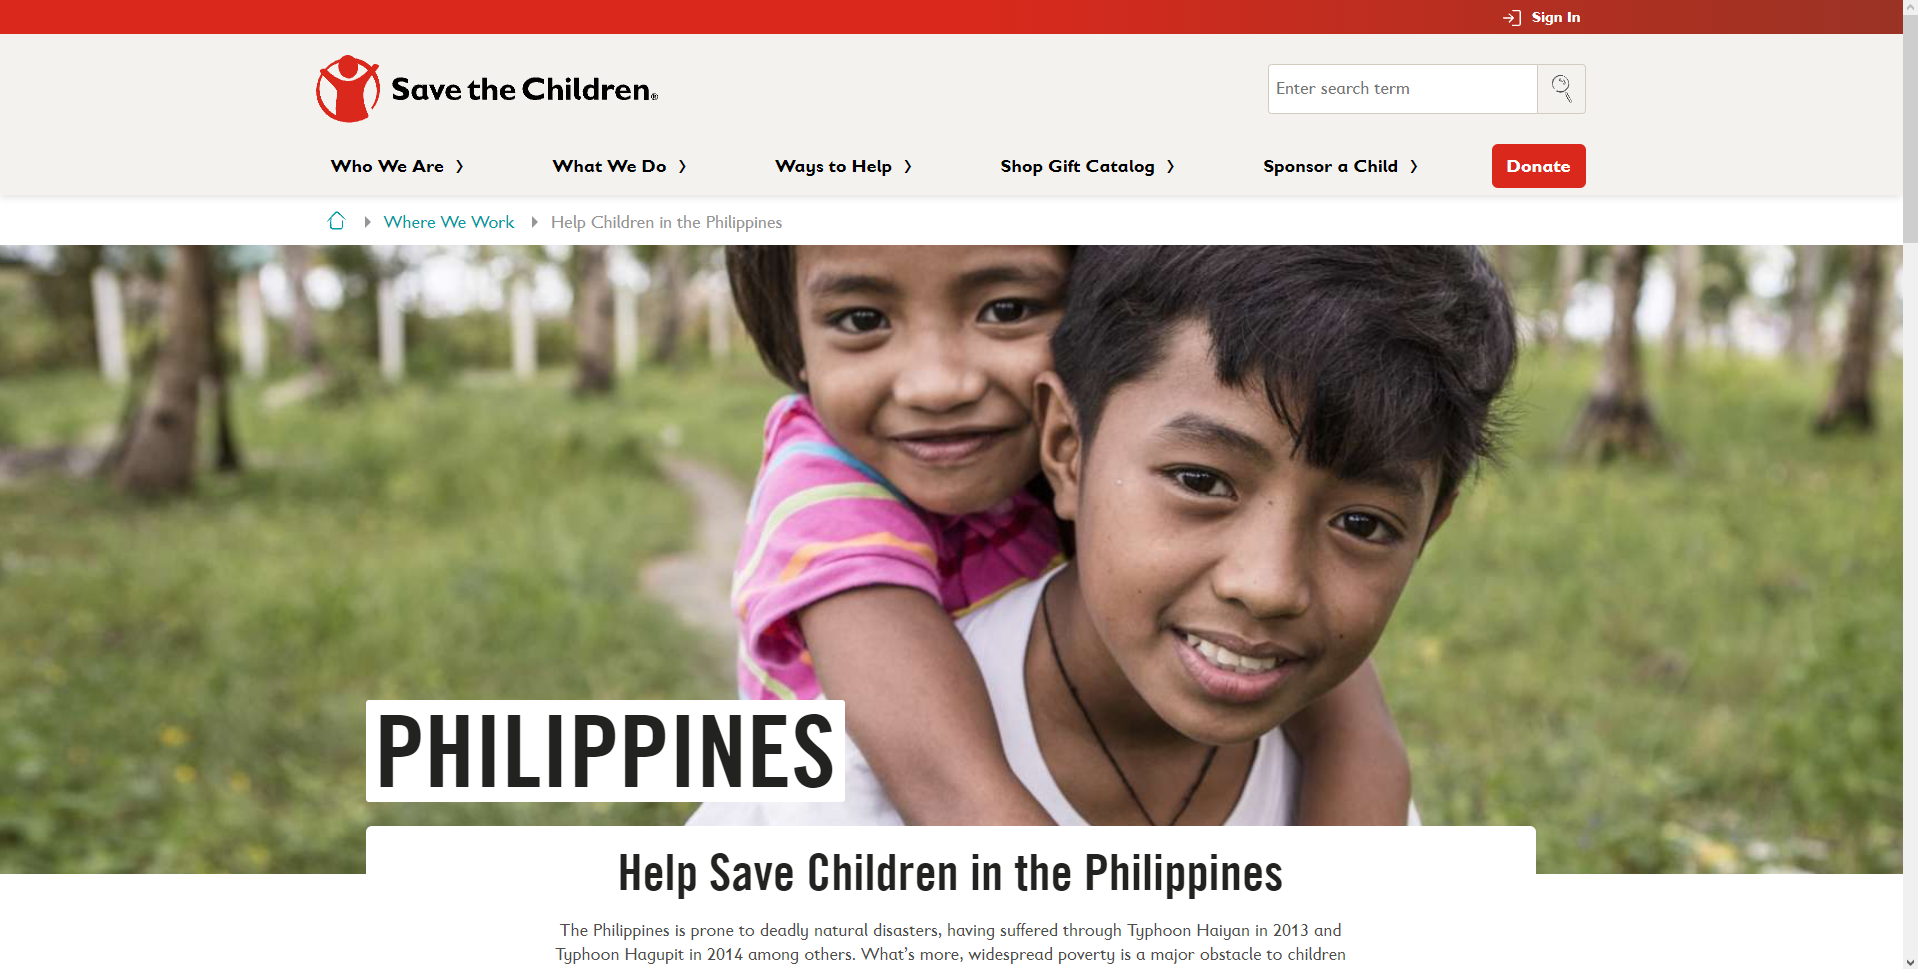 Sign In
Save the Children®
Enter search term
Who We Are
What We Do
Ways to Help
Shop Gift Catalog
Sponsor a Child
Donate
Where We Work
Help Children in the Philippines
PHILIPPINES
Help Save Children in the Philippines
The Philippines is prone to deadly natural disasters, having suffered through Typhoon Haiyan in 2013 and
Typhoon Hagupit in 2014 among others. What's more, widespread poverty is a major obstacle to children